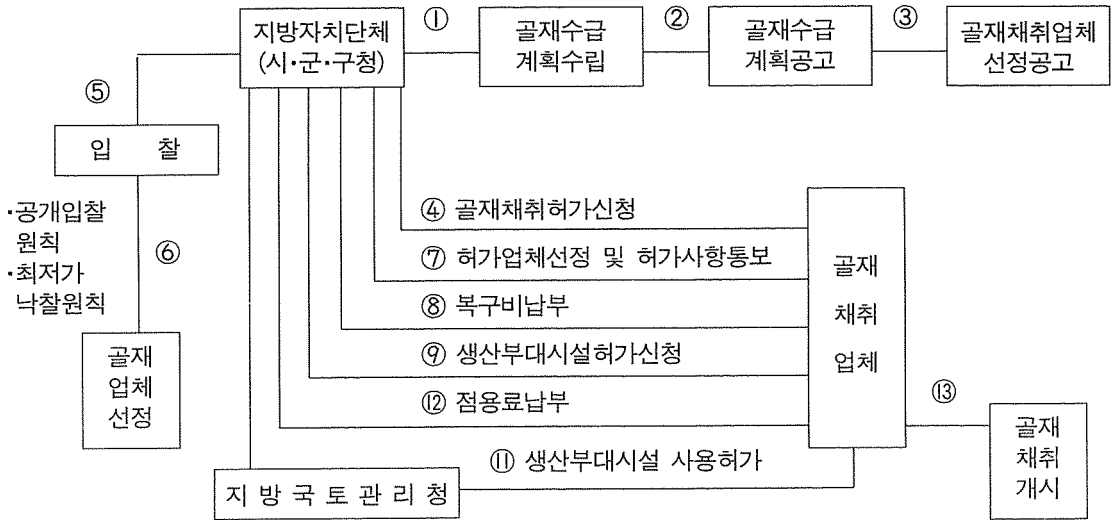 지방자치단체
(시·군·구청)
①
골재수급
계획수립
②
골재수급
계획공고
③
골재채취업체
선정공고
⑤
입 찰
·공개입찰
원칙
·최저가
낙찰원칙
⑥
골재
업체
선정
④ 골재채취허가신청
⑦ 허가업체선정 및 허가사항통보
⑧ 복구비납부
⑨ 생산부대시설허가신청
⑫ 점용료납부
⑪ 생산부대시설 사용허가
지 방 국 토 관 리 청
골재
채취
업체
⑬
골재
채취
개시